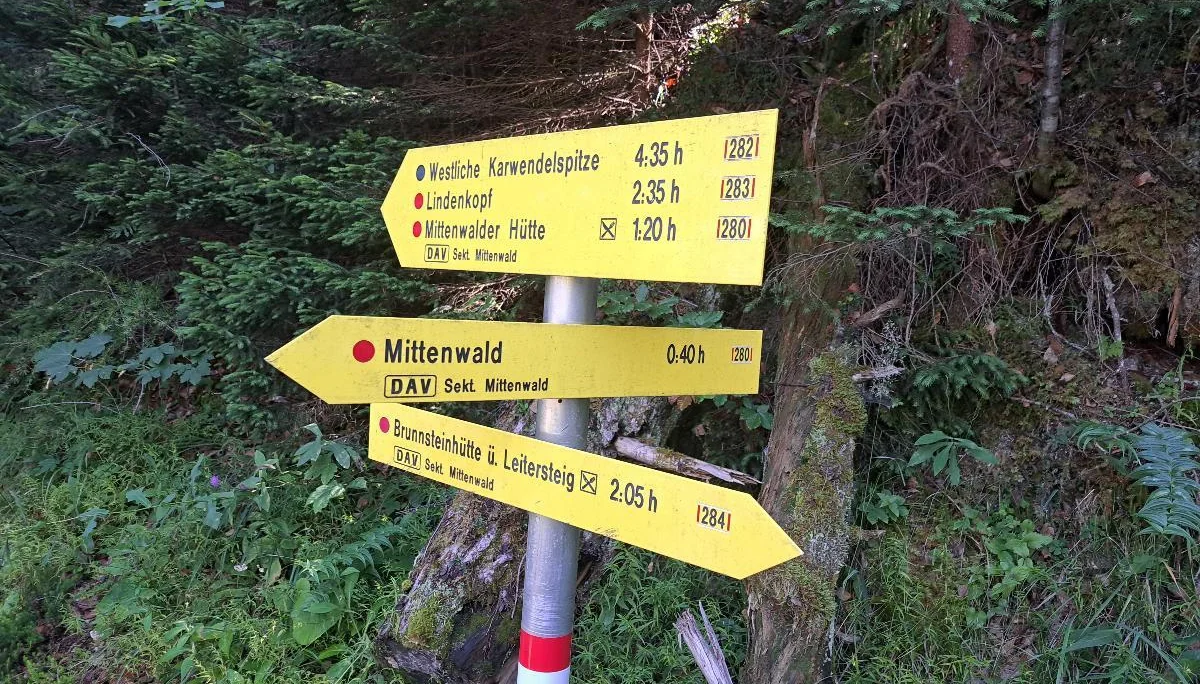 Westliche Karwendelspitze 4:35 h 282
Lindenkopf 2:35 h 283
Mittenwalder Hütte 1:20 h 280
DAV Sekt. Mittenwald
Mittenwald 0:40 h 280
DAV Sekt. Mittenwald
Brunnsteinhütte ü. Leitersteig 2:05 h 284
DAV Sekt. Mittenwald